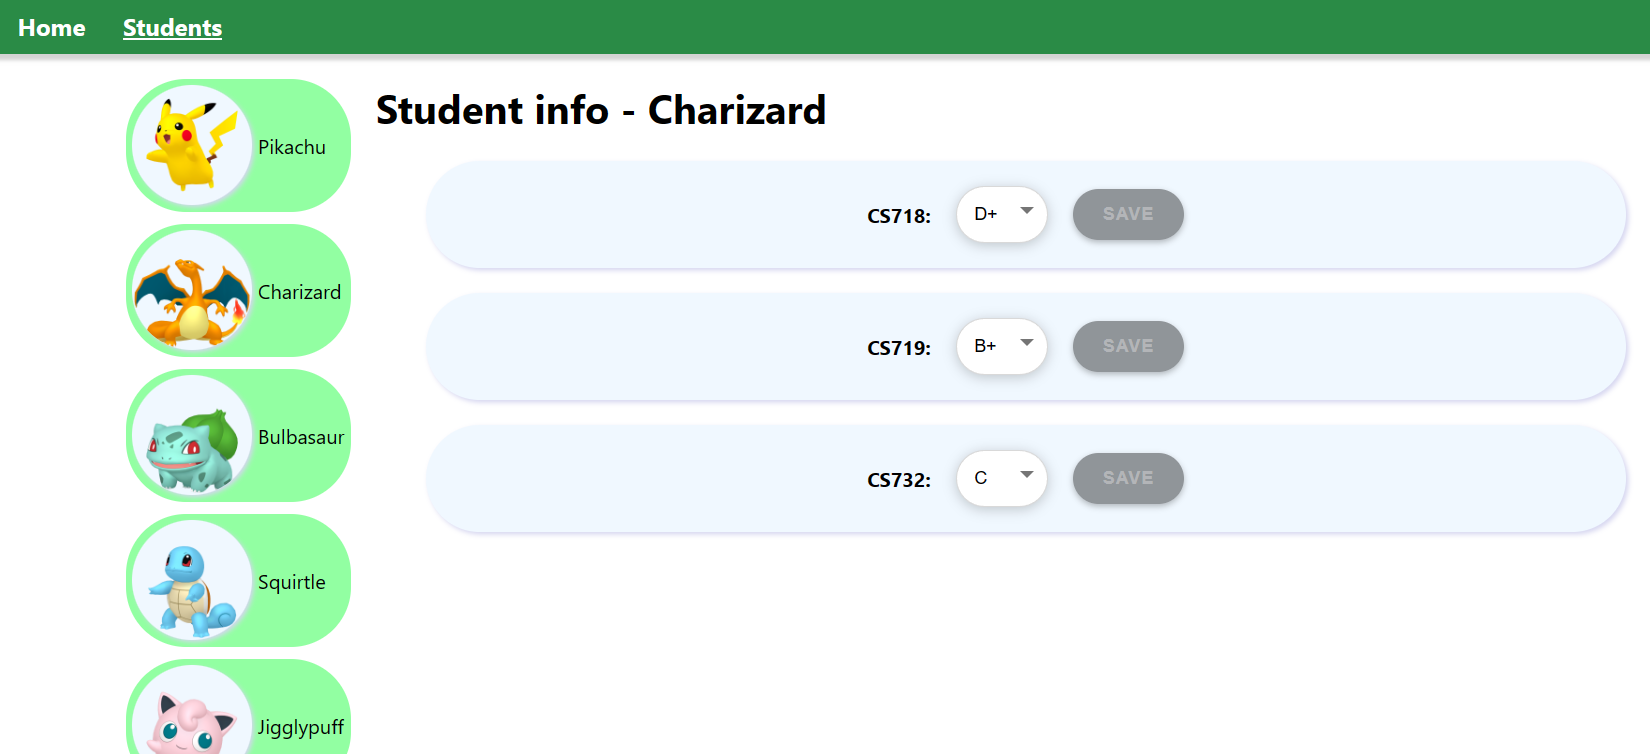 Home Students
Pikachu
Charizard
Bulbasaur
Squirtle
Jigglypuff
Student info - Charizard
CS718: D+ SAVE
CS719: B+ SAVE
CS732: C SAVE